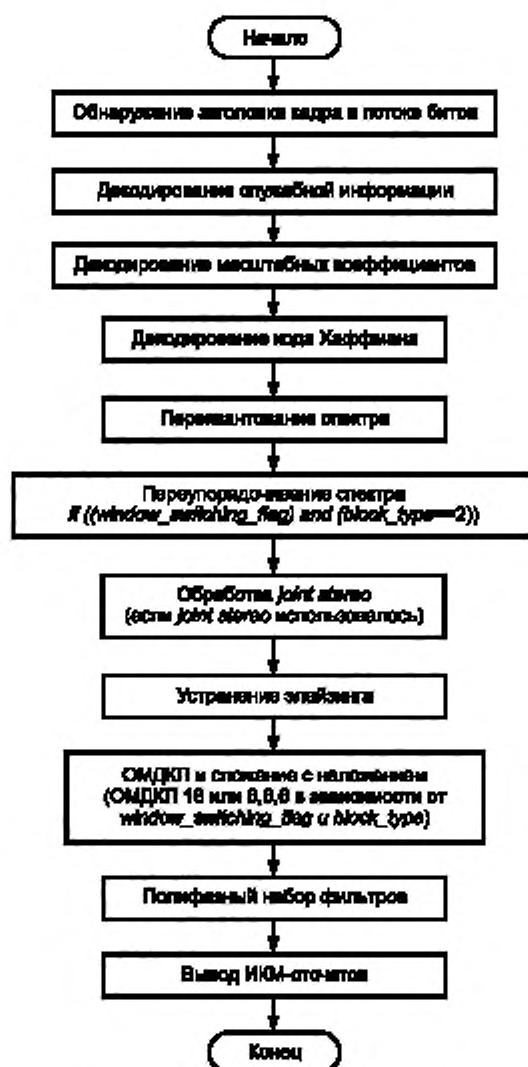 Начало
Обнаружение заголовка кадра в потоке битов
Декодирование служебной информации
Декодирование масштабных коэффициентов
Декодирование кода Хаффмана
Переквантование спектра
Переупорядочивание спектра
if ((window_switching_flag) and (block_type==2))
Обработка joint stereo
(если joint stereo использовалось)
Устранение элейзинга
ОМДКП и сложение с наложением
(ОМДКП 18 или 6,6,6 в зависимости от
window_switching_flag и block_type)
Полифазный набор фильтров
Вывод ИКМ-отсчетов
Конец